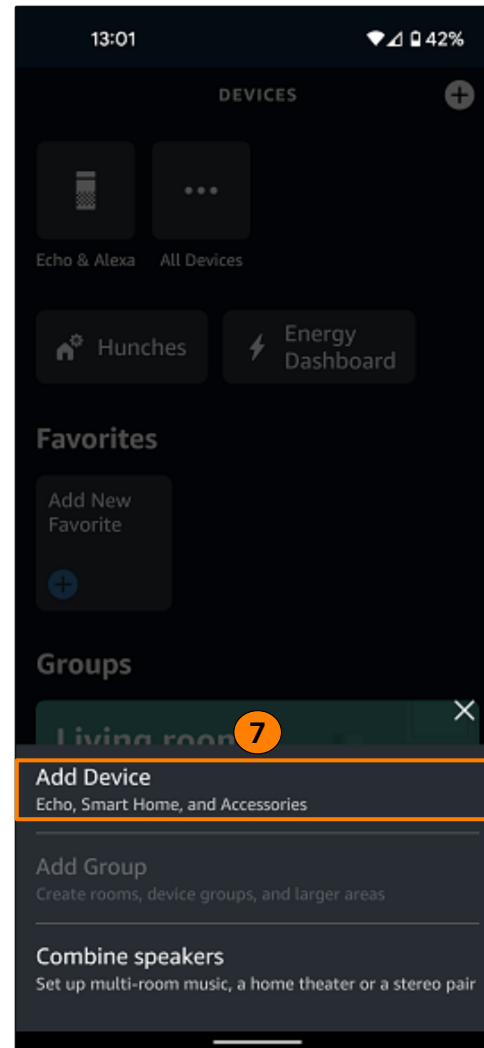 13:01
42%
DEVICES
Echo & Alexa
All Devices
Hunches
Energy
Dashboard
Favorites
Add New
Favorite
Groups
Living room
7
Add Device
Echo, Smart Home, and Accessories
Add Group
Create rooms, device groups, and larger areas
Combine speakers
Set up multi-room music, a home theater or a stereo pair